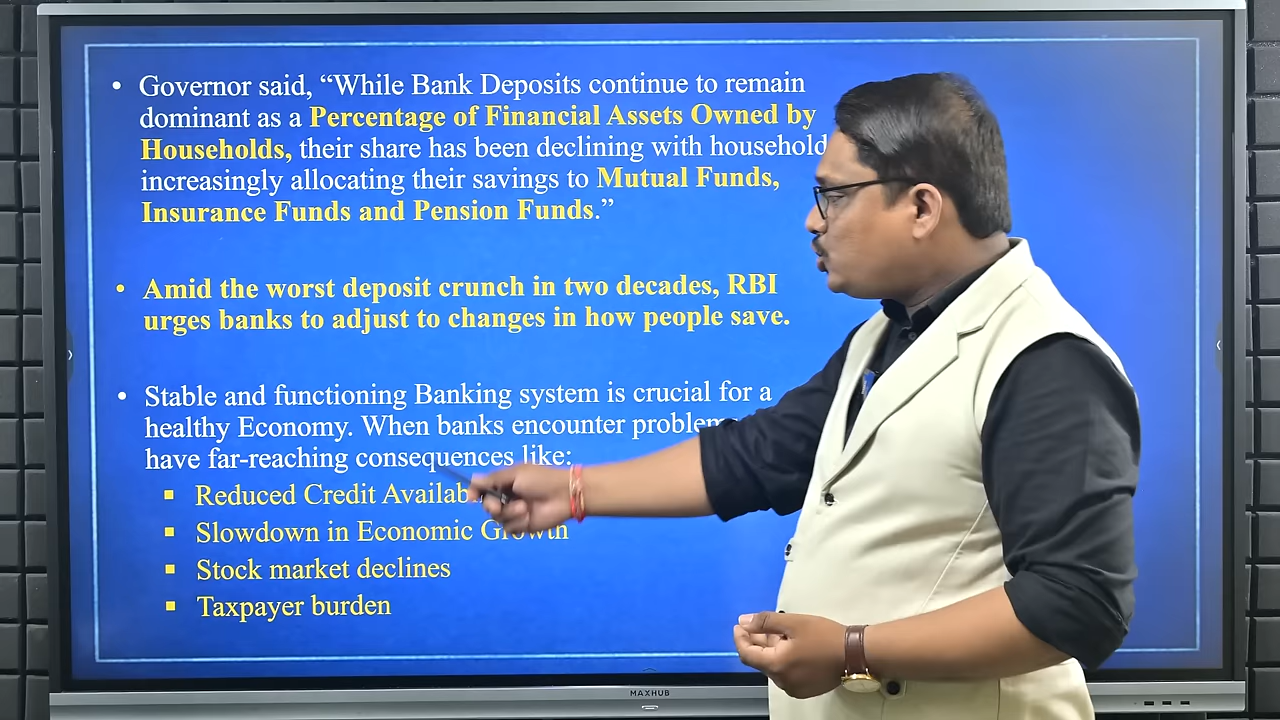 • Governor said, “While Bank Deposits continue to remain
dominant as a Percentage of Financial Assets Owned by
Households, their share has been declining with household
increasingly allocating their savings to Mutual Funds,
Insurance Funds and Pension Funds.”
• Amid the worst deposit crunch in two decades, RBI
urges banks to adjust to changes in how people save.
• Stable and functioning Banking system is crucial for a
healthy Economy. When banks encounter
have far-reaching consequences like:
▪ Reduced Credit
▪ Slowdown in Economic Growth
▪ Stock market declines
▪ Taxpayer burden
MAXHUB